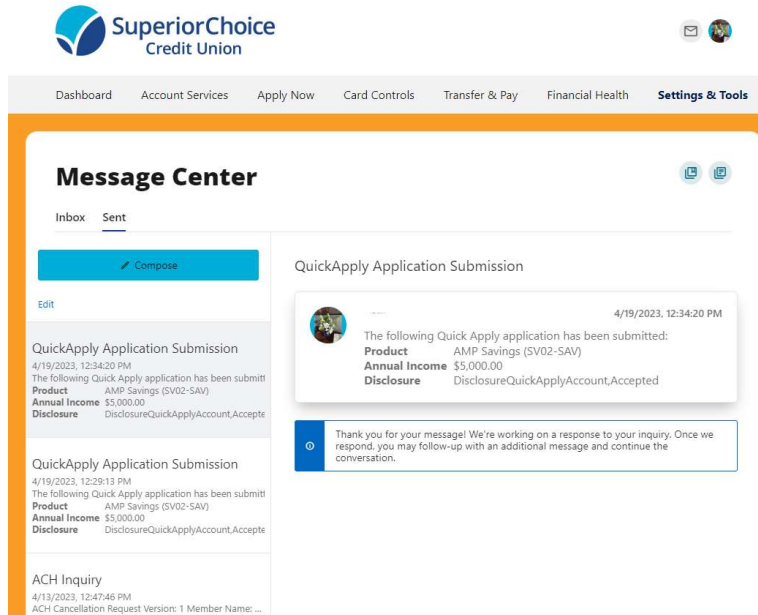 SuperiorChoice
Credit Union
Dashboard Account Services Apply Now Card Controls Transfer & Pay Financial Health Settings & Tools
Message Center
Inbox Sent
Compose
Edit
QuickApply Application Submission
4/19/2023, 12:34:20 PM
The following Quick Apply application has been submitt
Product AMP Savings (SV02-SAV)
Annual Income $5,000.00
Disclosure DisclosureQuickApplyAccount,Accepte
QuickApply Application Submission
4/19/2023, 12:29:13 PM
The following Quick Apply application has been submitt
Product AMP Savings (SV02-SAV)
Annual Income $5,000.00
Disclosure DisclosureQuickApplyAccount,Accepte
ACH Inquiry
4/13/2023, 12:47:46 PM
ACH Cancellation Request Version: 1 Member Name: ...
QuickApply Application Submission
4/19/2023, 12:34:20 PM
The following Quick Apply application has been submitted:
Product AMP Savings (SV02-SAV)
Annual Income $5,000.00
Disclosure DisclosureQuickApplyAccount,Accepted
Thank you for your message! We're working on a response to your inquiry. Once we
respond, you may follow-up with an additional message and continue the
conversation.